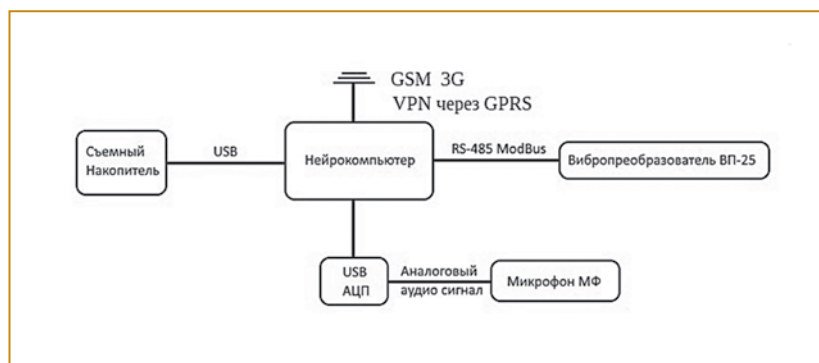 GSM 3G
VPN через GPRS
Съемный
Накопитель
USB
Нейрокомпьютер
RS-485 ModBus
Вибропреобразователь ВП-25
USB
АЦП
Аналоговый
аудио сигнал
Микрофон МФ